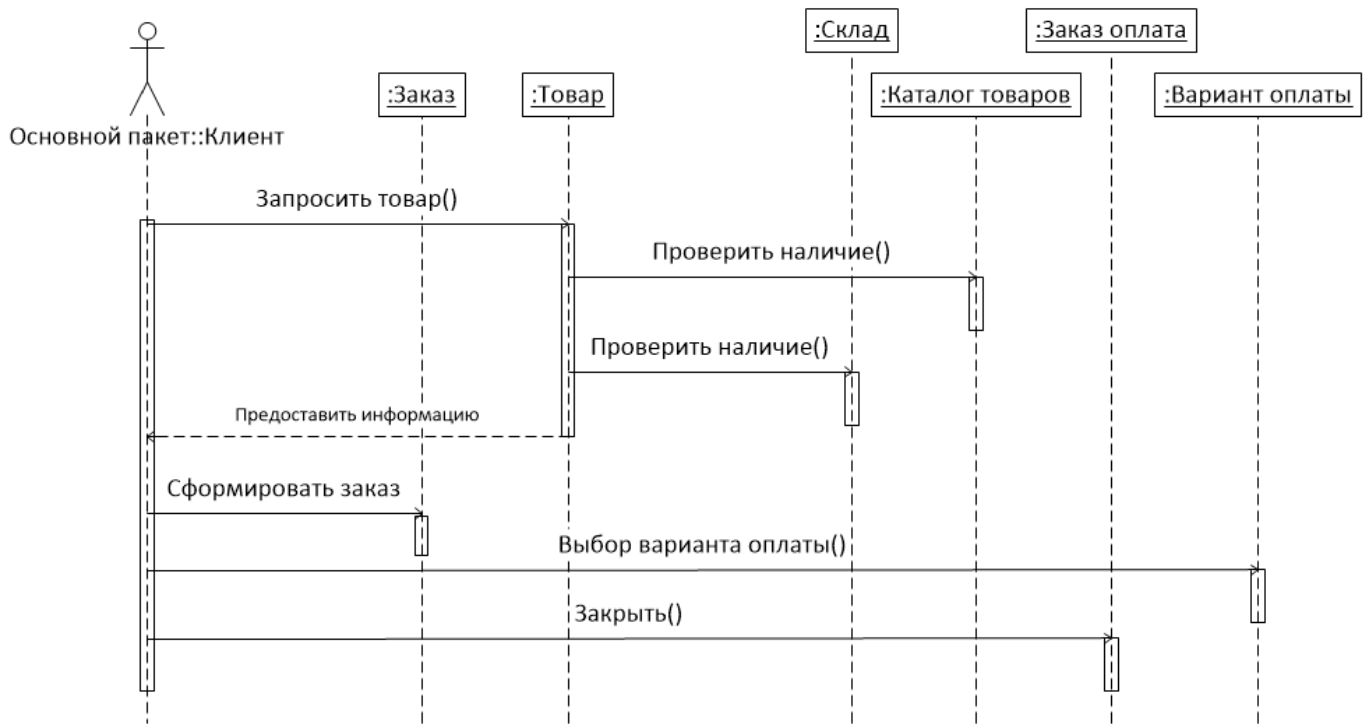 :Склад
:Заказ оплата
:Заказ
:Товар
:Каталог товаров
:Вариант оплаты
Основной пакет::Клиент
Запросить товар()
Проверить наличие()
Проверить наличие()
Предоставить информацию
Сформировать заказ
Выбор варианта оплаты()
Закрыть()